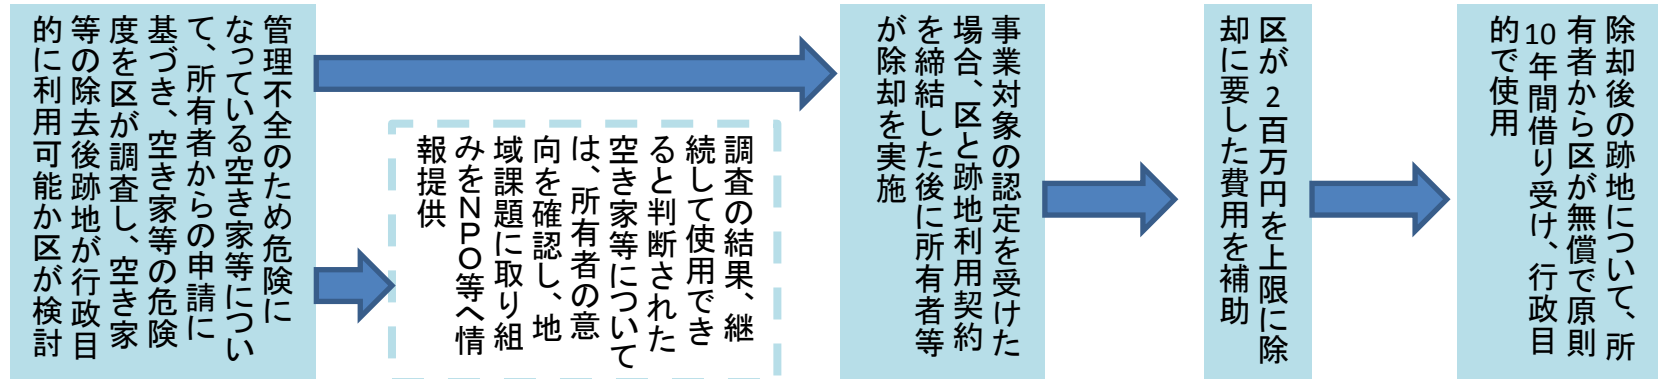 管理不全のため危険に
なっている空き家等につい
て、所有者からの申請に
基づき、空き家等の危険
度を区が調査し、空き家
等の除去後跡地が行政目
的に利用可能か区が検討
調査の結果、継
続して使用でき
ると判断された
空き家等について
は、所有者の意
向を確認し、地
域課題に取り組
みをNPO等へ情
報提供
事業対象の認定を受けた
場合、区と跡地利用契約
を締結した後に所有者等
が除却を実施
区が2百万円を上限に除
却に要した費用を補助
除却後の跡地について、所
有者から区が無償で原則
10年間借り受け、行政目
的で使用